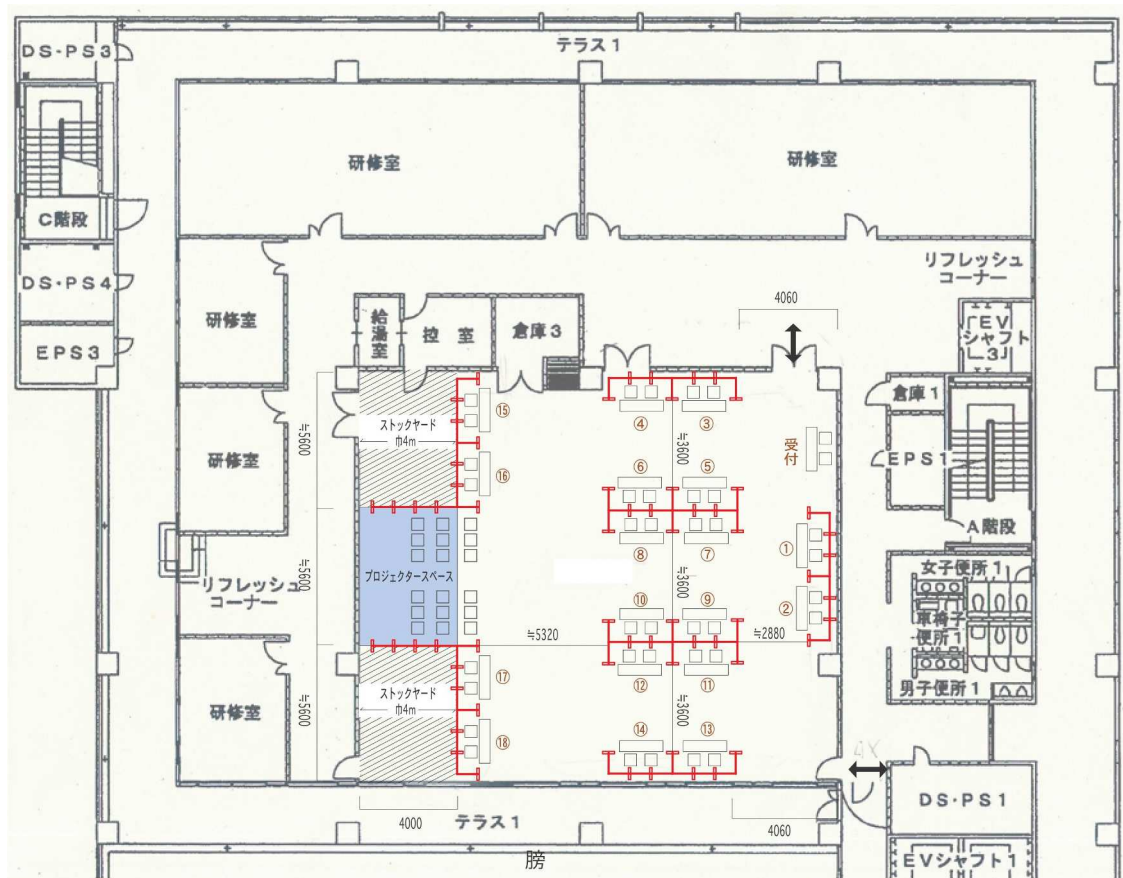 DS・PS3
テラス1
研修室
研修室
C階段
DS・PS4
リフレッシュ
コーナー
4060
EPS3
研修室
給湯室
控 室
倉庫3
EV
シャフト
3
倉庫1
≒5600
ストックヤード
巾4m
⑮
④
③
≒3600
受付
研修室
EPS1
⑯
⑥
⑤
A階段
⑧
⑦
①
女子便所1
≒5600
プロジェクタースペース
≒3600
リフレッシュ
コーナー
⑩
⑨
②
車椅子
便所1
≒5320
≒2880
⑰
⑫
⑪
男子便所1
研修室
≒5600
ストックヤード
巾4m
≒3600
⑱
⑭
⑬
DS・PS1
4000
テラス1
4060
膀
EVシャフト1